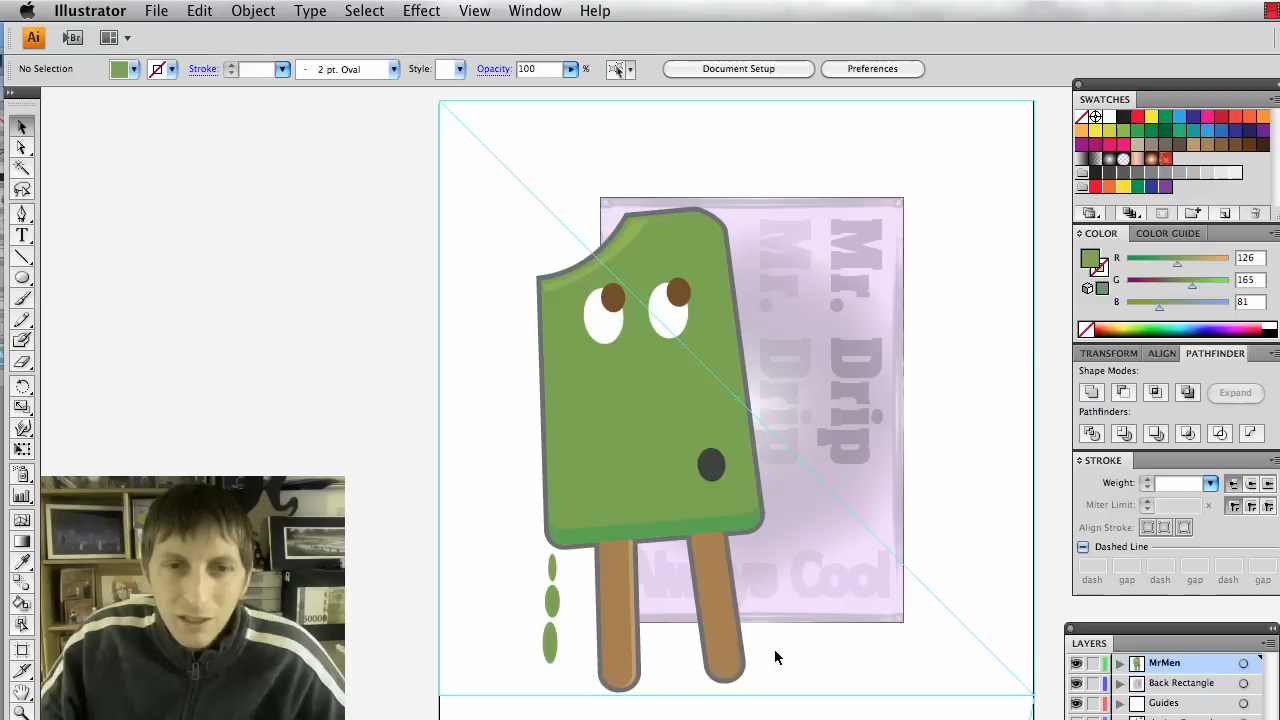 Illustrator File Edit Object Type Select Effect View Window Help
Ai Br
No Selection Stroke: 2 pt. Oval Style: Opacity: 100 % Document Setup Preferences
SWATCHES
COLOR COLOR GUIDE
R 126
G 165
B 81
TRANSFORM ALIGN PATHFINDER
Shape Modes:
Expand
Pathfinders:
STROKE
Weight:
Miter Limit: x
Align Stroke:
Dashed Line
dash gap dash gap dash gap
LAYERS
MrMen
Back Rectangle
Guides
Mr. Drip
Mr. Drip
Always Cool
50000